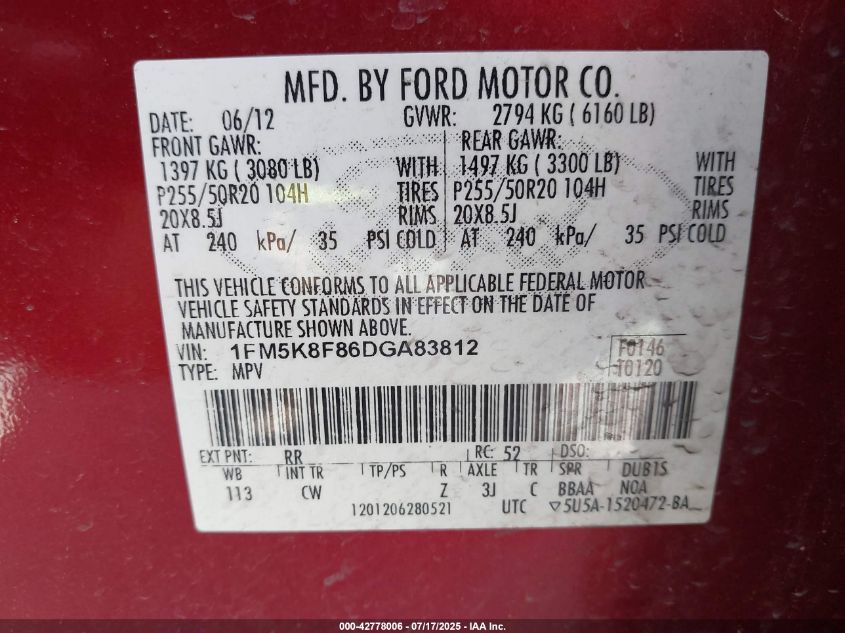 MFD. BY FORD MOTOR CO.
DATE: 06/12 GVWR: 2794 KG ( 6160 LB)
FRONT GAWR: REAR GAWR:
1397 KG ( 3080 LB) WITH 1497 KG ( 3300 LB) WITH
P255/50R20 104H TIRES P255/50R20 104H TIRES
20X8.5J RIMS 20X8.5J RIMS
AT 240 kPa/ 35 PSI COLD AT 240 kPa/ 35 PSI COLD
THIS VEHICLE CONFORMS TO ALL APPLICABLE FEDERAL MOTOR
VEHICLE SAFETY STANDARDS IN EFFECT ON THE DATE OF
MANUFACTURE SHOWN ABOVE.
VIN: 1FM5K8F86DGA83812 F0146
TYPE: MPV T0120
EXT PNT: RR RC: 52 DSO:
WB INT TR TP/PS R AXLE TR SPR DUB1S
113 CW Z 3J C BBAA NOA
1201206280521 UTC ▽5U5A-1520472-BA
000-42778006 - 07/17/2025 - IAA Inc.